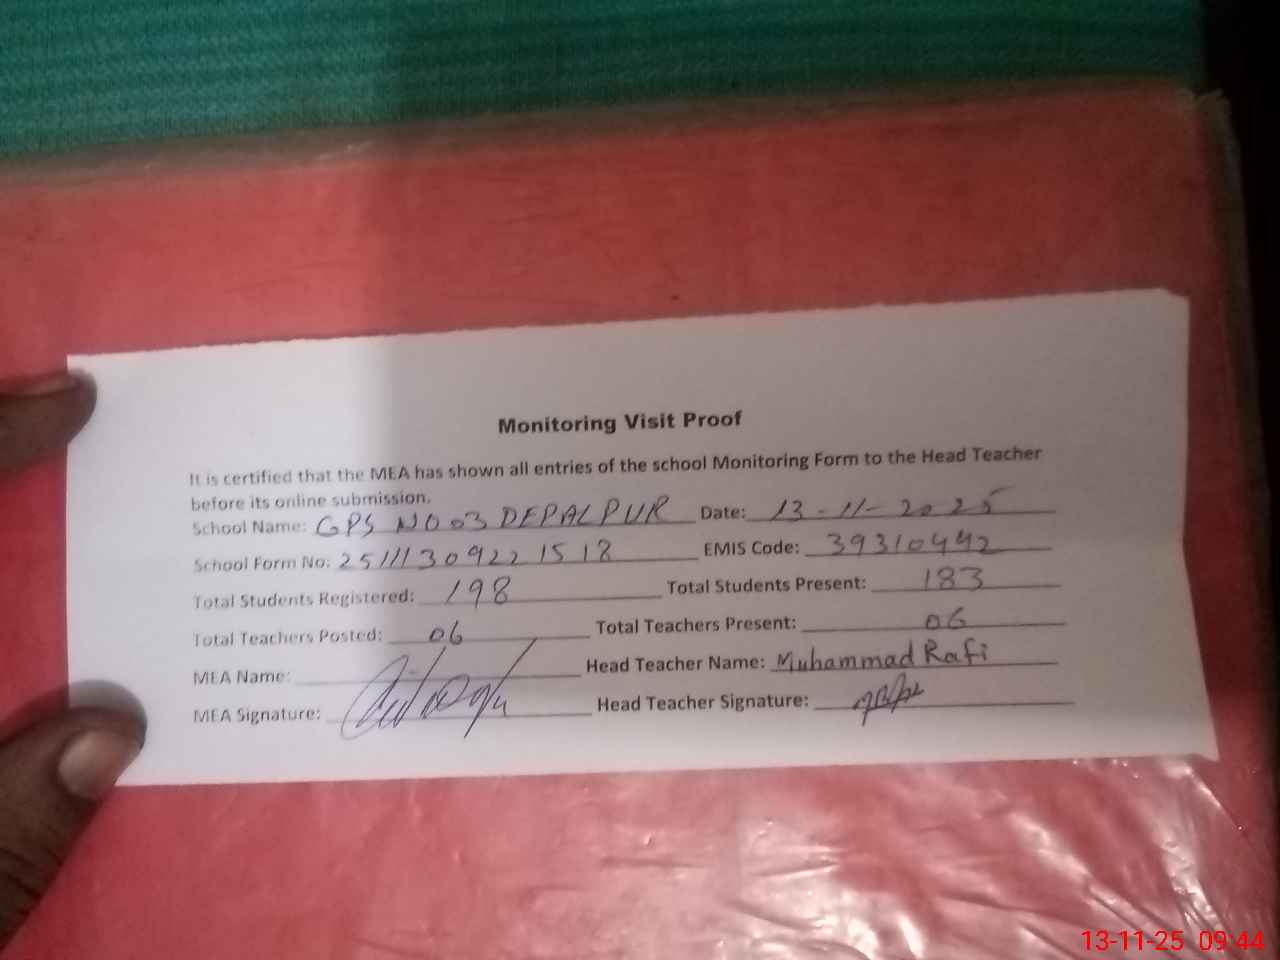 Monitoring Visit Proof
It is certified that the MEA has shown all entries of the school Monitoring Form to the Head Teacher
before its online submission.
School Name: GPS NO 03 DEPALPUR Date: 13-11-2025
School Form No: 25111309221518 EMIS Code: 39310442
Total Students Registered: 198 Total Students Present: 183
Total Teachers Posted: 06 Total Teachers Present: 06
MEA Name: Head Teacher Name: Muhammad Rafi
MEA Signature: Head Teacher Signature:
13-11-25 09:44